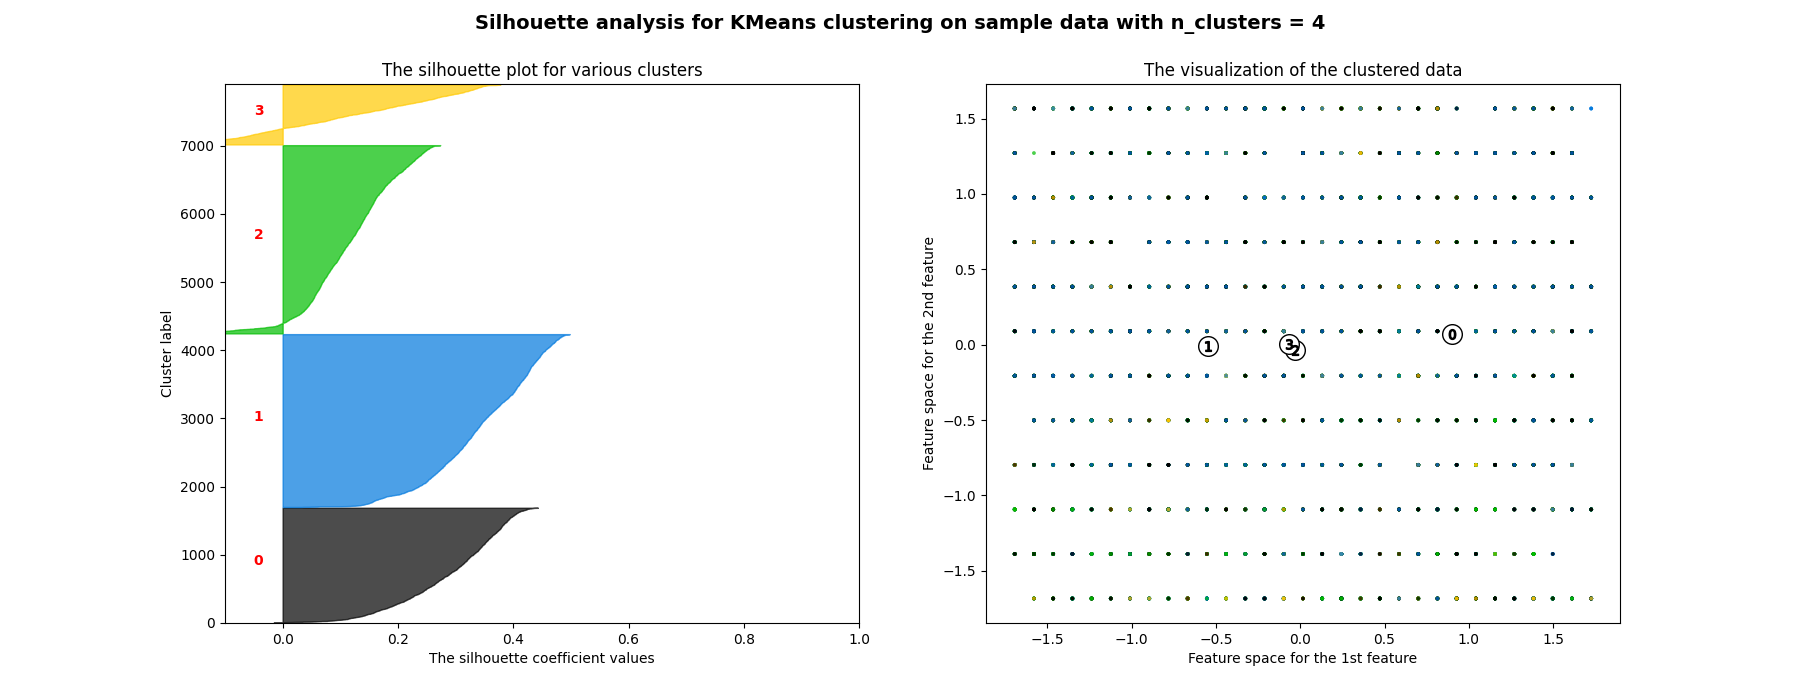 Silhouette analysis for KMeans clustering on sample data with n_clusters = 4
The silhouette plot for various clusters
3
7000
6000
2
5000
4000
Cluster label
3000
1
2000
1000
0
0
0.0 0.2 0.4 0.6 0.8 1.0
The silhouette coefficient values
The visualization of the clustered data
1.5
1.0
0.5
0.0
−0.5
−1.0
−1.5
Feature space for the 2nd feature
1
3
2
0
−1.5 −1.0 −0.5 0.0 0.5 1.0 1.5
Feature space for the 1st feature